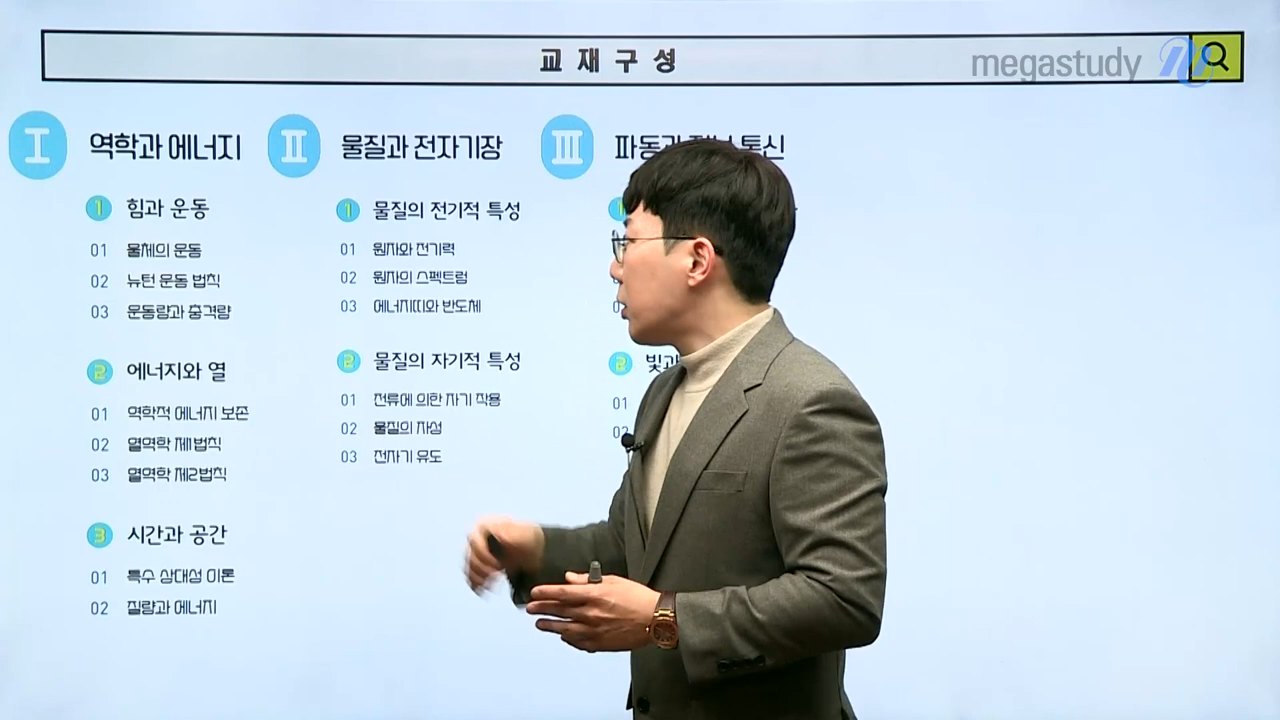 교재구성
megastudy
I 역학과 에너지
1 힘과 운동
01 물체의 운동
02 뉴턴 운동 법칙
03 운동량과 충격량
2 에너지와 열
01 역학적 에너지 보존
02 열역학 제1법칙
03 열역학 제2법칙
3 시간과 공간
01 특수 상대성 이론
02 질량과 에너지
II 물질과 전자기장
1 물질의 전기적 특성
01 원자와 전기력
02 원자의 스펙트럼
03 에너지띠와 반도체
2 물질의 자기적 특성
01 전류에 의한 자기 작용
02 물질의 자성
03 전자기 유도
III 파동과 통신
1
2 빛과
01
02